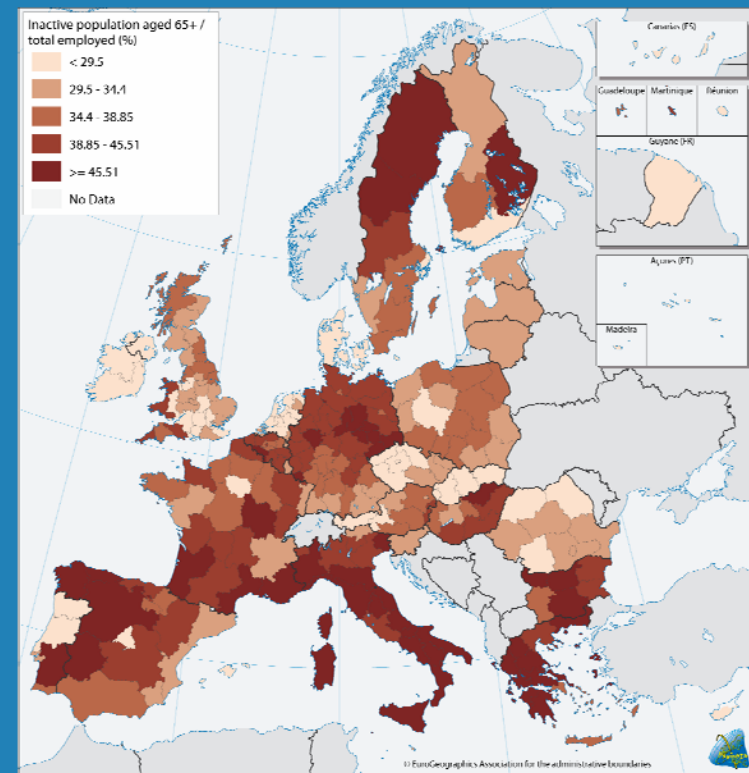 Inactive population aged 65+ /
total employed (%)
< 29.5
29.5 - 34.4
34.4 - 38.85
38.85 - 45.51
>= 45.51
No Data
Canarias (ES)
Guadeloupe Martinique Réunion
Guyane (FR)
Açores (PT)
Madeira
© EuroGeographics Association for the administrative boundaries